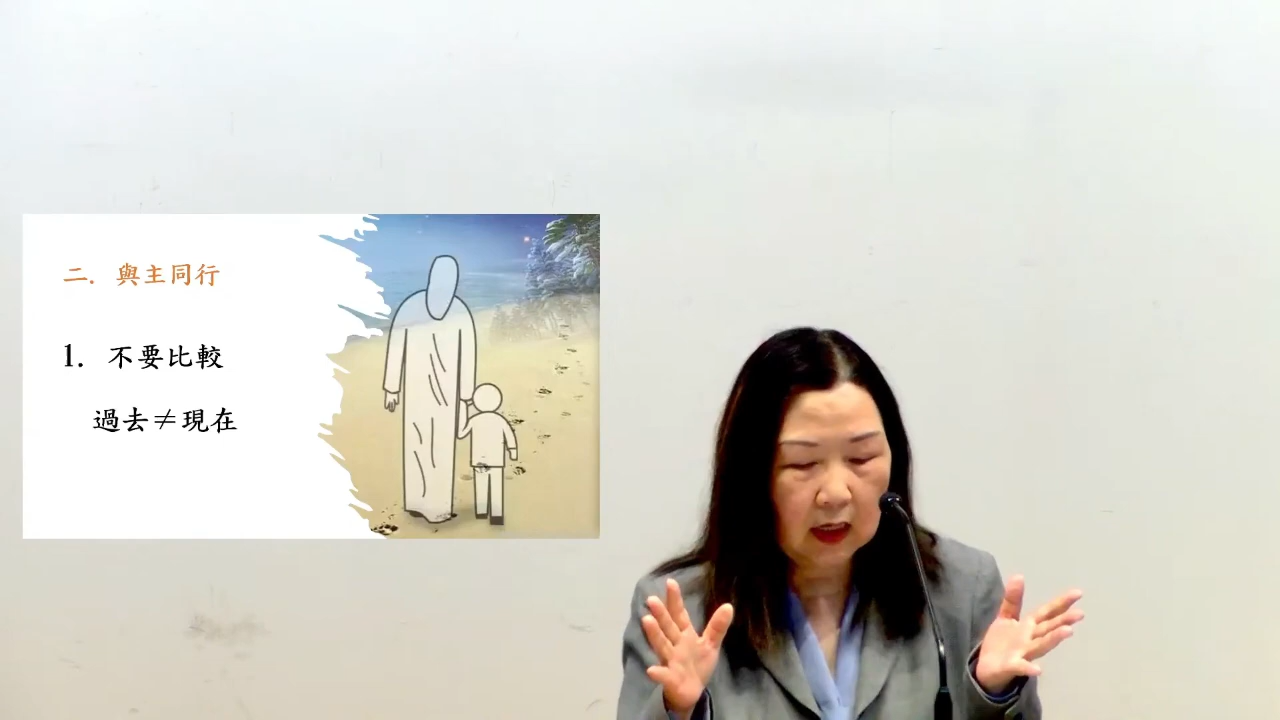 二. 與主同行
1. 不要比較
過去≠現在